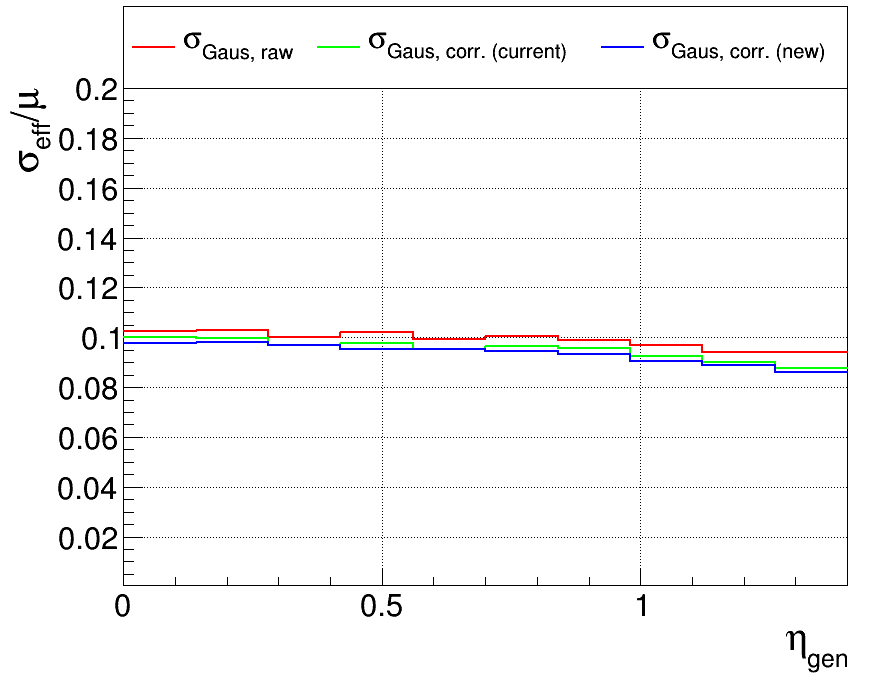 σGaus, raw σGaus, corr. (current) σGaus, corr. (new)
σeff/μ
0.2
0.18
0.16
0.14
0.12
0.1
0.08
0.06
0.04
0.02
0 0.5 1
ηgen